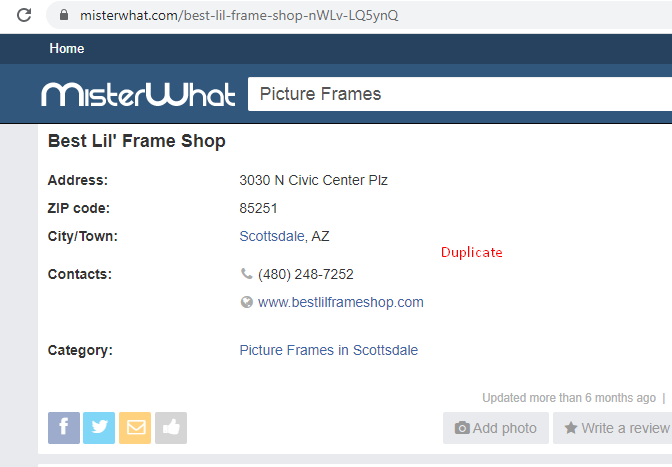 misterwhat.com/best-lil-frame-shop-nWLv-LQ5ynQ
Home
MisterWhat
Picture Frames
Best Lil' Frame Shop
Address: 3030 N Civic Center Plz
ZIP code: 85251
City/Town: Scottsdale, AZ
Duplicate
Contacts: (480) 248-7252
www.bestlilframeshop.com
Category: Picture Frames in Scottsdale
Updated more than 6 months ago |
f Add photo Write a review